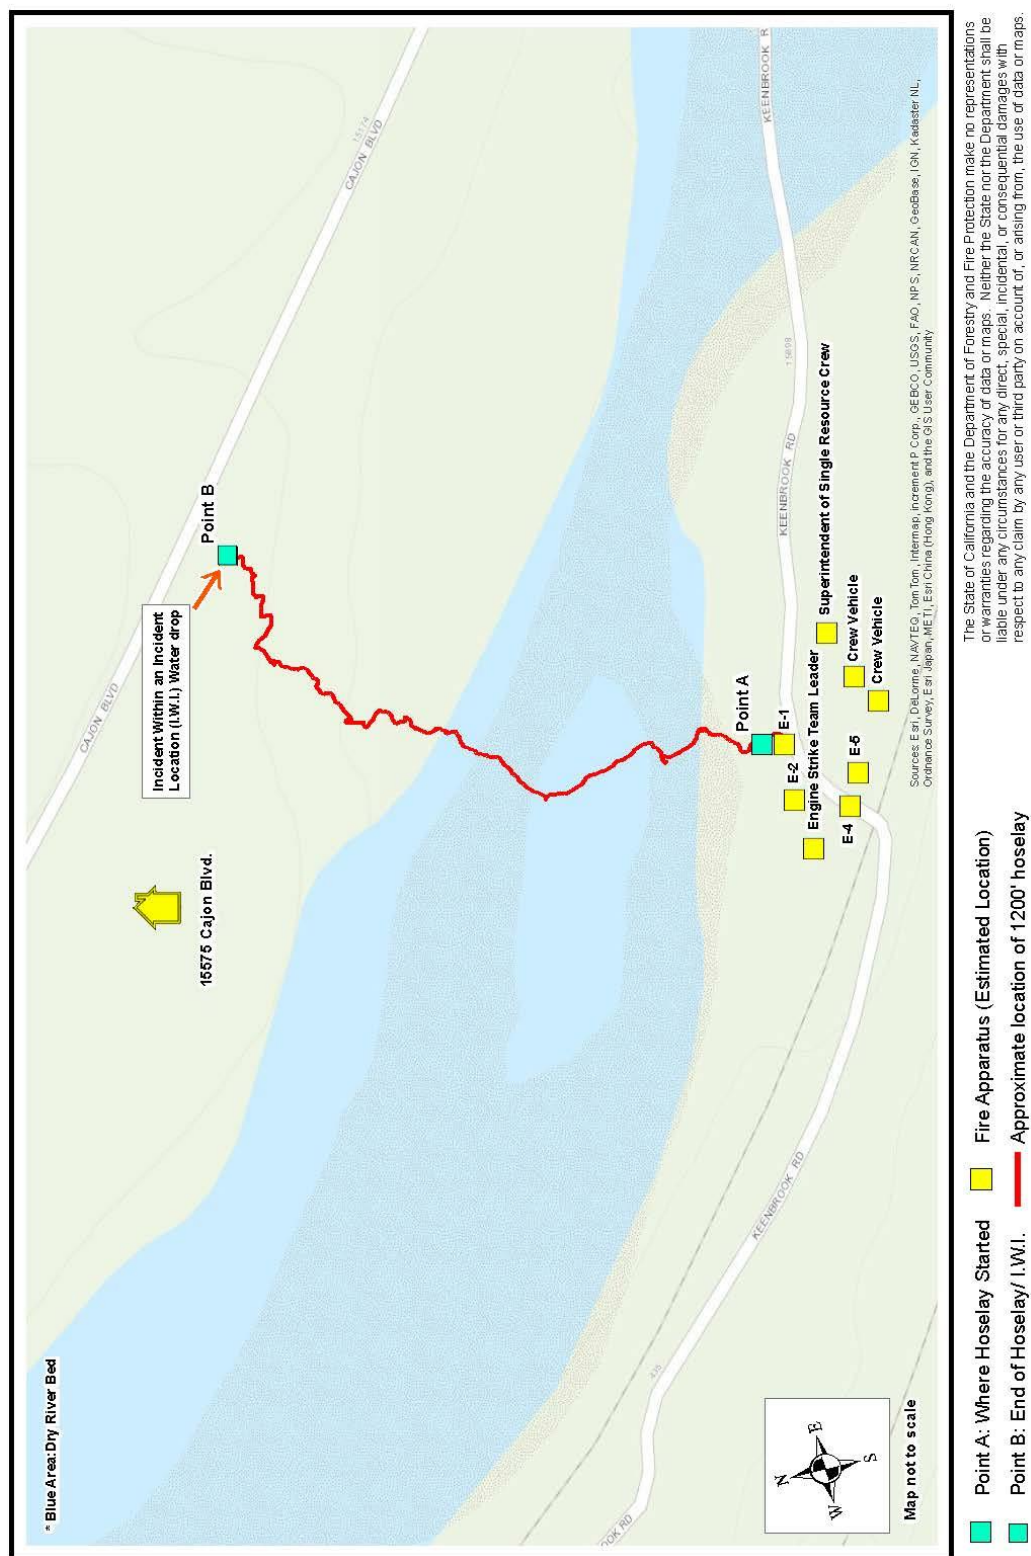 * Blue Area:Dry River Bed
CAJON BLVD
15174
CAJON BLVD
Point B
Incident Within an Incident
Location (I.W.I.) Water drop
15575 Cajon Blvd.
KEENBROOK R
KEENBROOK RD
15898
Point A
E-1
E-2
Engine Strike Team Leader
E-4
E-5
Superintendent of Single Resource Crew
Crew Vehicle
Crew Vehicle
KEENBROOK RD
435
OOK RD
N
E
S
W
Map not to scale
Sources: Esri, DeLorme, NAVTEQ, TomTom, Intermap, increment P Corp., GEBCO, USGS, FAO, NPS, NRCAN, GeoBase, IGN, Kadaster NL,
Ordnance Survey, Esri Japan, METI, Esri China (Hong Kong), and the GIS User Community
Point A: Where Hoselay Started
Fire Apparatus (Estimated Location)
Point B: End of Hoselay/ I.W.I.
Approximate location of 1200' hoselay
The State of California and the Department of Forestry and Fire Protection make no representations
or warranties regarding the accuracy of data or maps. Neither the State nor the Department shall be
liable under any circumstances for any direct, special, incidental, or consequential damages with
respect to any claim by any user or third party on account of, or arising from, the use of data or maps.